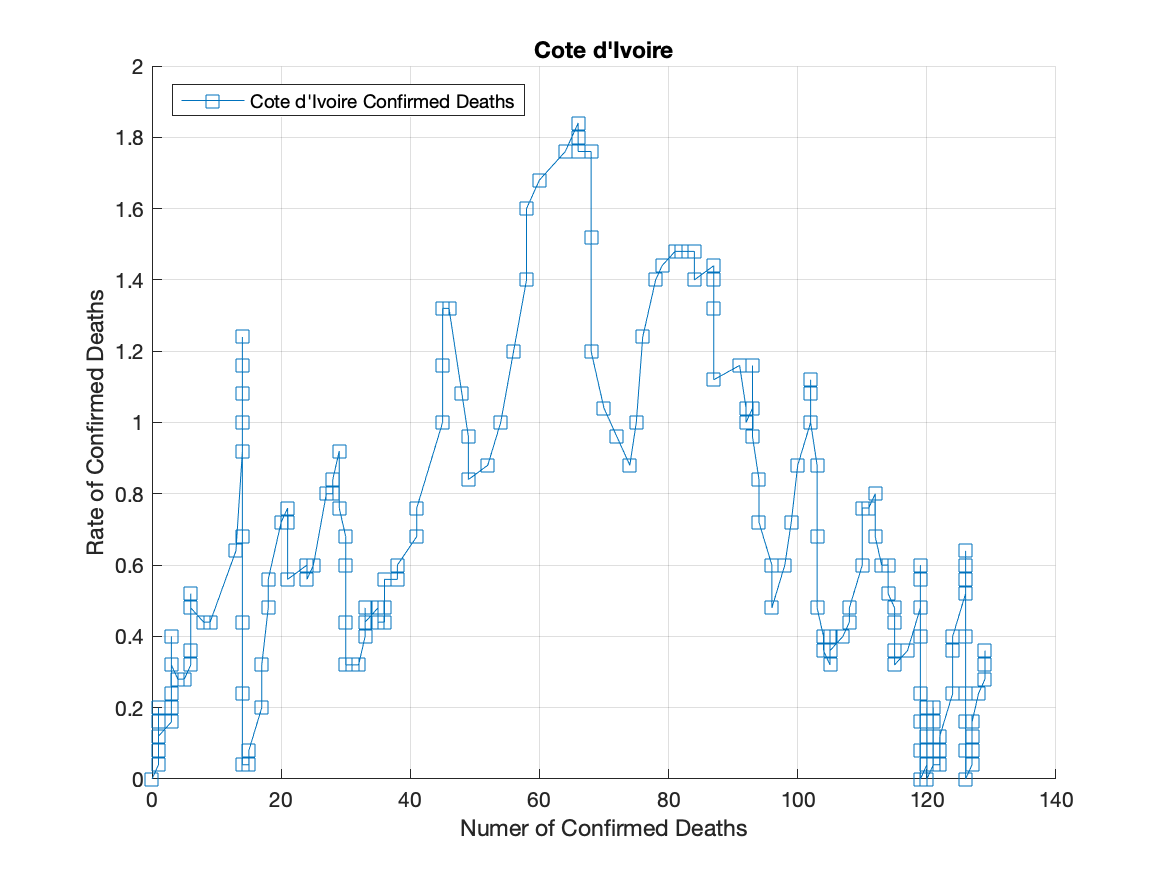 Cote d'Ivoire
Cote d'Ivoire Confirmed Deaths
2
1.8
1.6
1.4
1.2
1
0.8
0.6
0.4
0.2
0
Rate of Confirmed Deaths
0 20 40 60 80 100 120 140
Numer of Confirmed Deaths